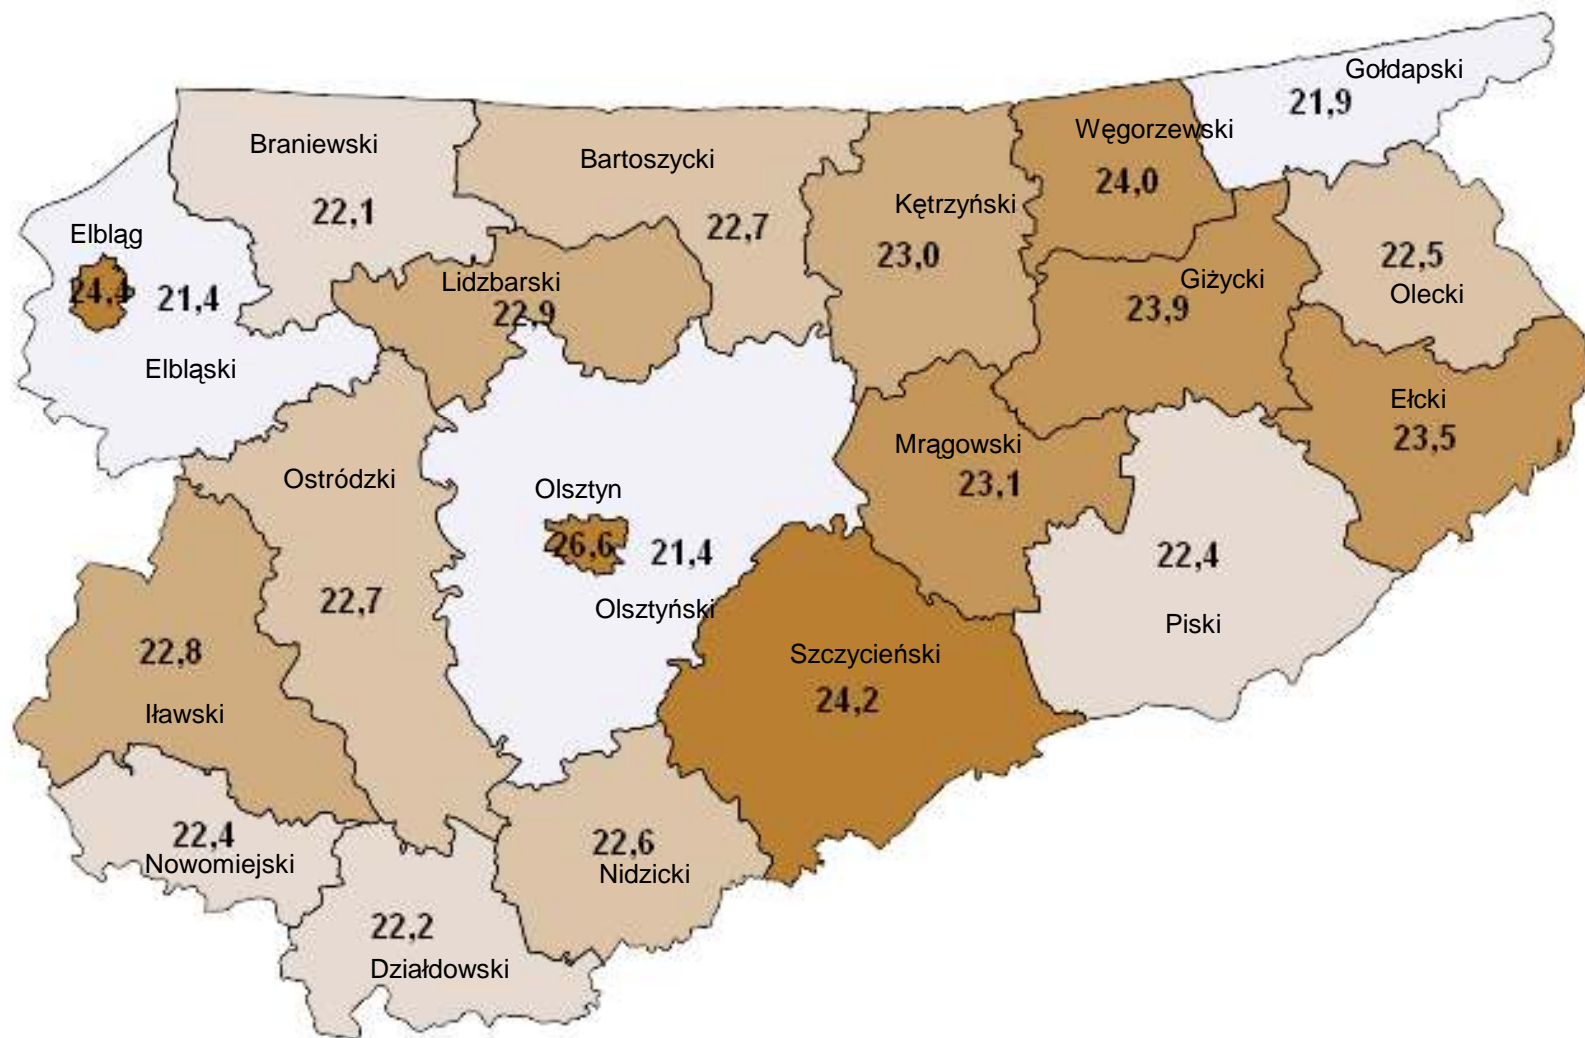 Gołdapski
21,9
Węgorzewski
24,0
Braniewski
22,1
Bartoszycki
22,7
Kętrzyński
23,0
Elbląg
24,4
21,4
Elbląski
Lidzbarski
22,9
Giżycki
23,9
22,5
Olecki
Ełcki
23,5
Mrągowski
23,1
Ostródzki
22,7
Olsztyn
26,6
21,4
Olsztyński
22,4
Piski
Szczycieński
24,2
22,8
Iławski
22,4
Nowomiejski
22,6
Nidzicki
22,2
Działdowski